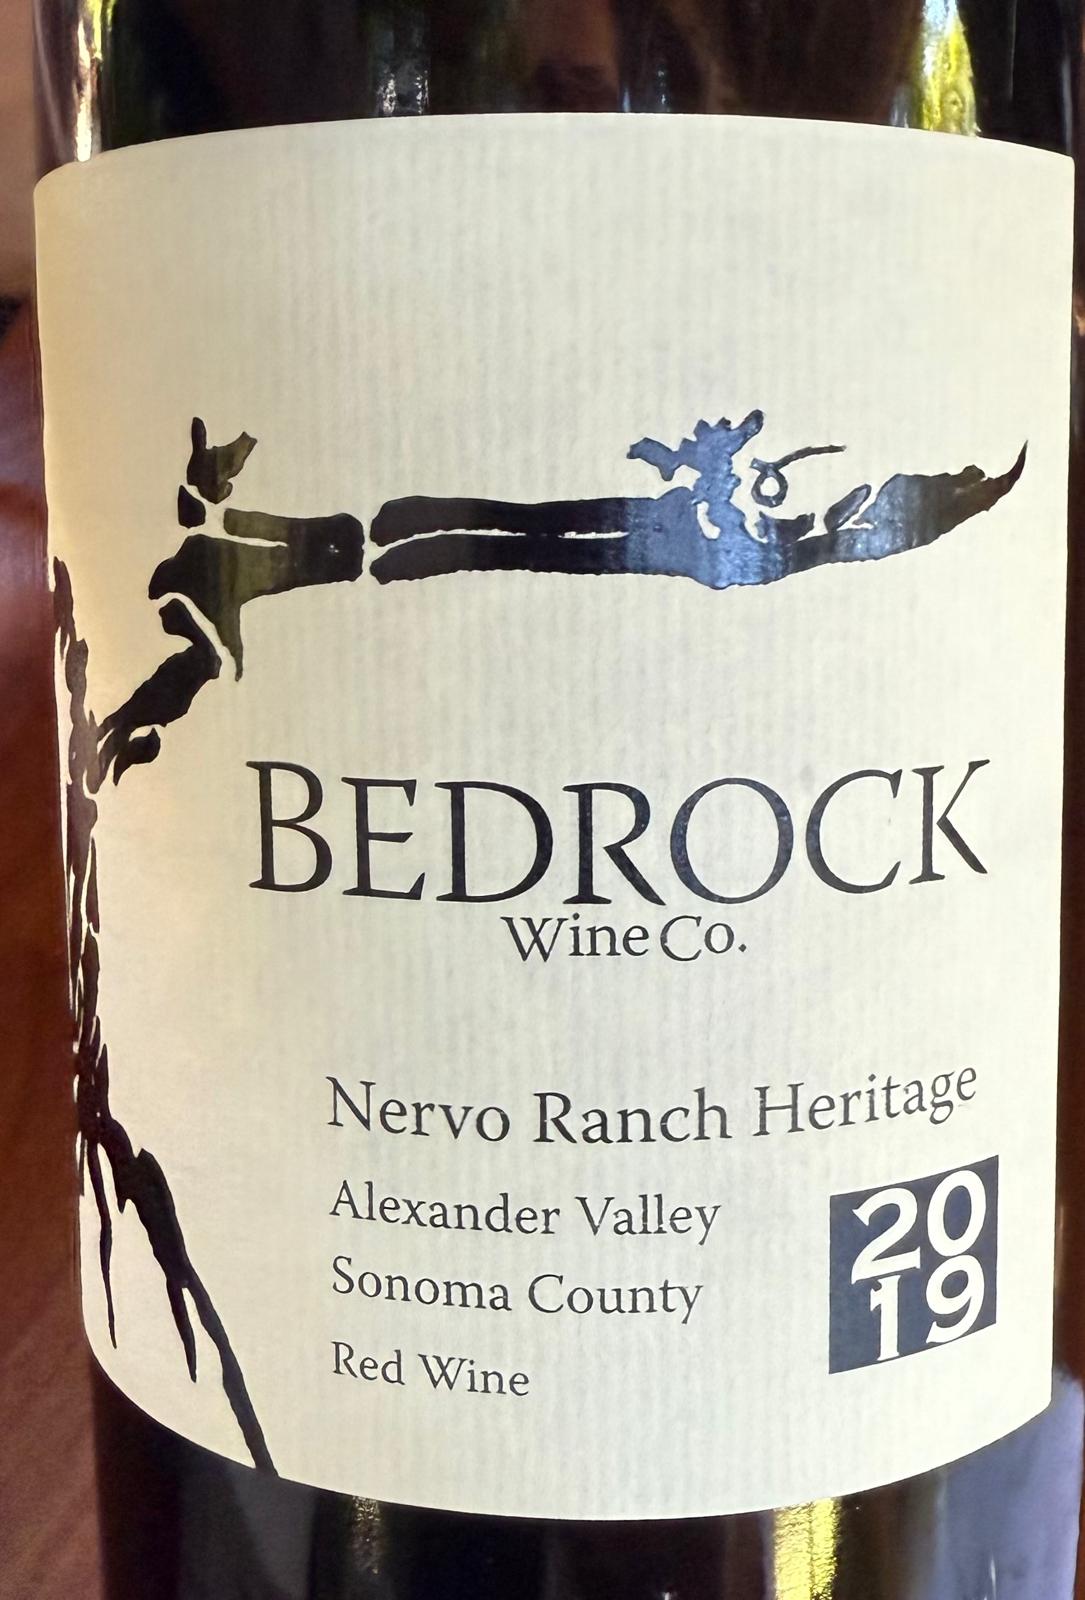 BEDROCK
Wine Co.
Nervo Ranch Heritage
Alexander Valley
Sonoma County
Red Wine
20
19